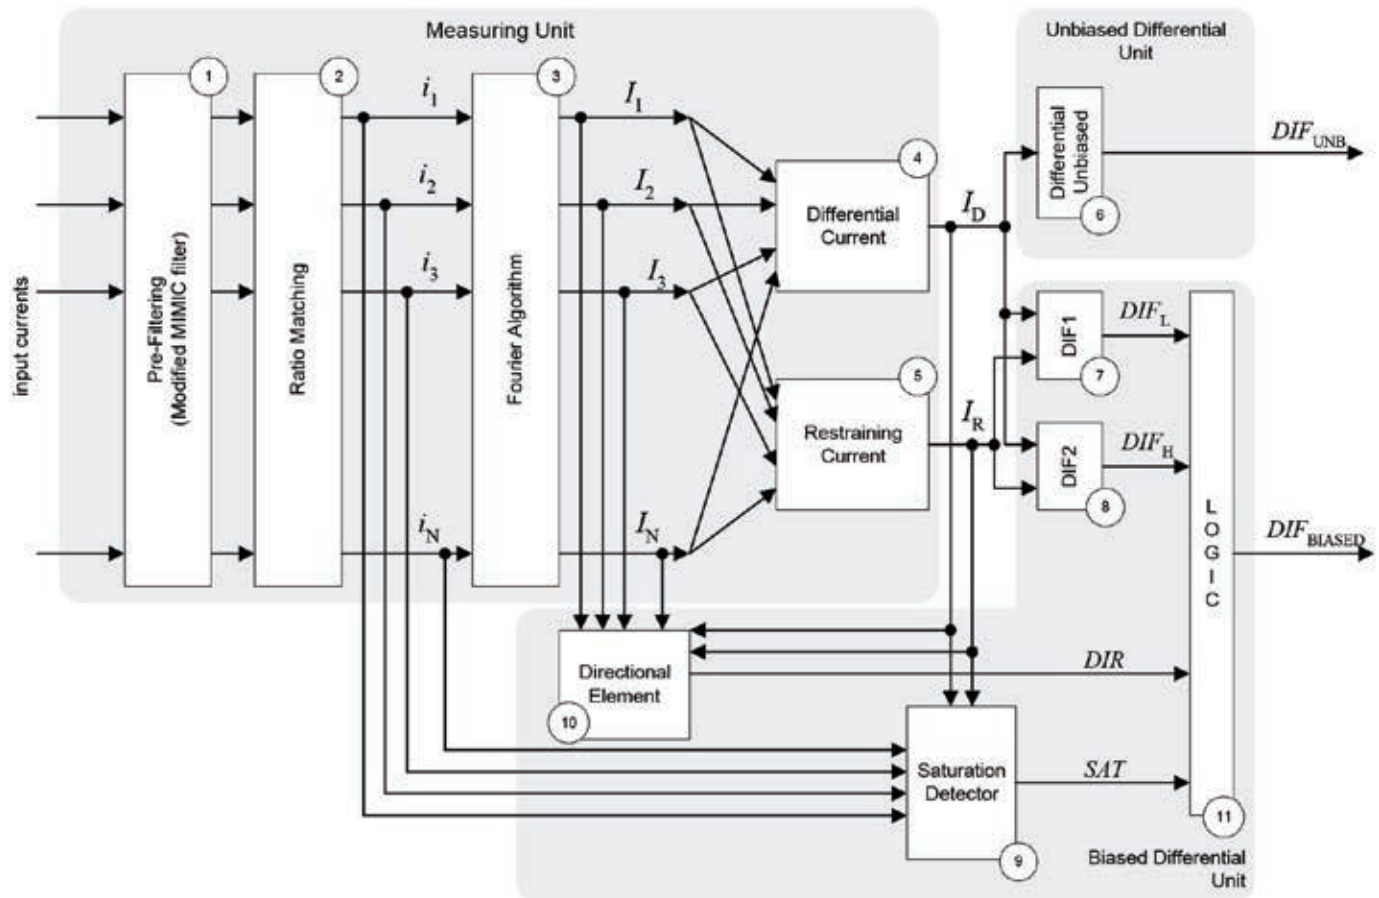 Measuring Unit
Unbiased Differential
Unit
1
2
3
i1
I1
i2
I2
i3
I3
iN
IN
input currents
Pre-Filtering
(Modified MIMIC filter)
Ratio Matching
Fourier Algorithm
4
Differential
Current
5
Restraining
Current
ID
IR
Differential
Unbiased
6
DIFUNB
DIF1
7
DIFL
DIF2
8
DIFH
LOGIC
11
DIFBIASED
Directional
Element
10
DIR
Saturation
Detector
9
SAT
Biased Differential
Unit